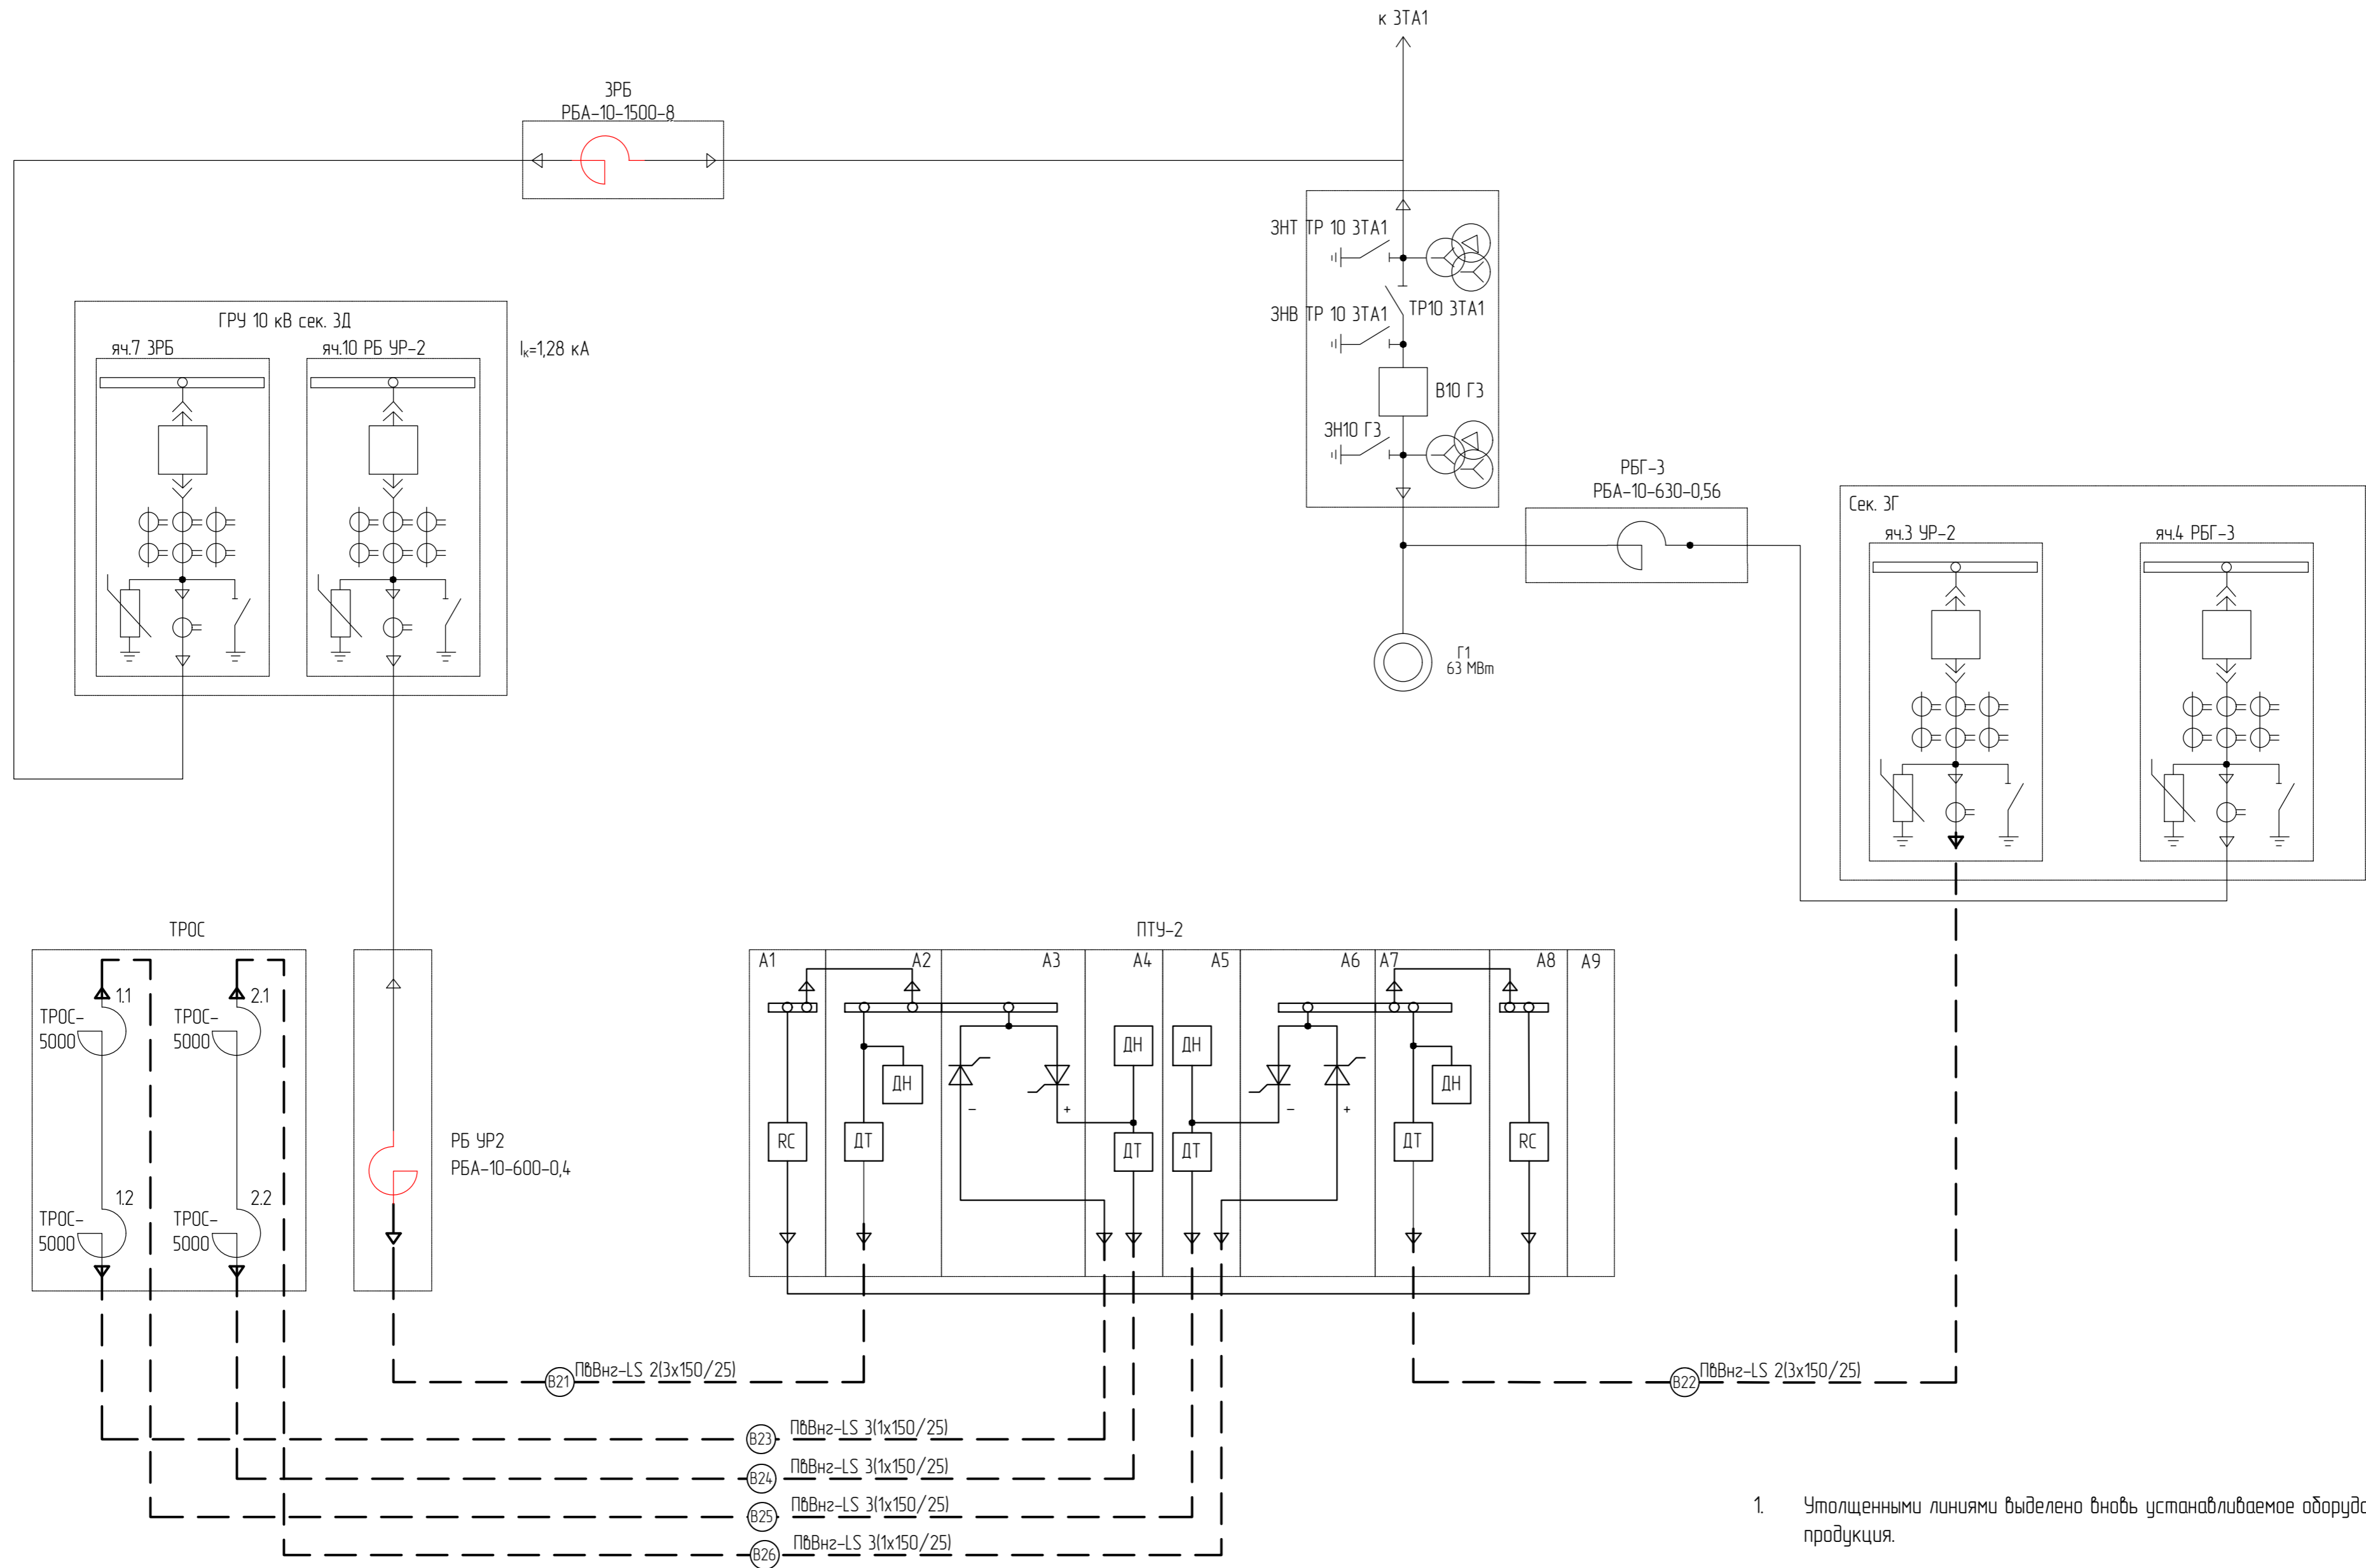 к 3ТА1
3РБ
РБА-10-1500-8
ЗНТ ТР 10 3ТА1
ЗНВ ТР 10 3ТА1
ТР10 3ТА1
В10 Г3
ЗН10 Г3
ГРУ 10 кВ сек. 3Д
яч.7 3РБ
яч.10 РБ УР-2
Iк=1,28 кА
РБГ-3
РБА-10-630-0,56
Сек. 3Г
яч.3 УР-2
яч.4 РБГ-3
Г1
63 МВт
ТРОС
1.1
ТРОС-
5000
2.1
ТРОС-
5000
1.2
ТРОС-
5000
2.2
ТРОС-
5000
РБ УР2
РБА-10-600-0,4
ПТУ-2
А1
А2
А3
А4
А5
А6
А7
А8
А9
ДН
ДН
ДН
ДН
-
+
-
+
RC
ДТ
ДТ
ДТ
ДТ
RC
В21
ПвВнг-LS 2(3х150/25)
В22
ПвВнг-LS 2(3х150/25)
В23
ПвВнг-LS 3(1х150/25)
В24
ПвВнг-LS 3(1х150/25)
В25
ПвВнг-LS 3(1х150/25)
В26
ПвВнг-LS 3(1х150/25)
1. Утолщенными линиями выделено вновь устанавливаемое
продукция.